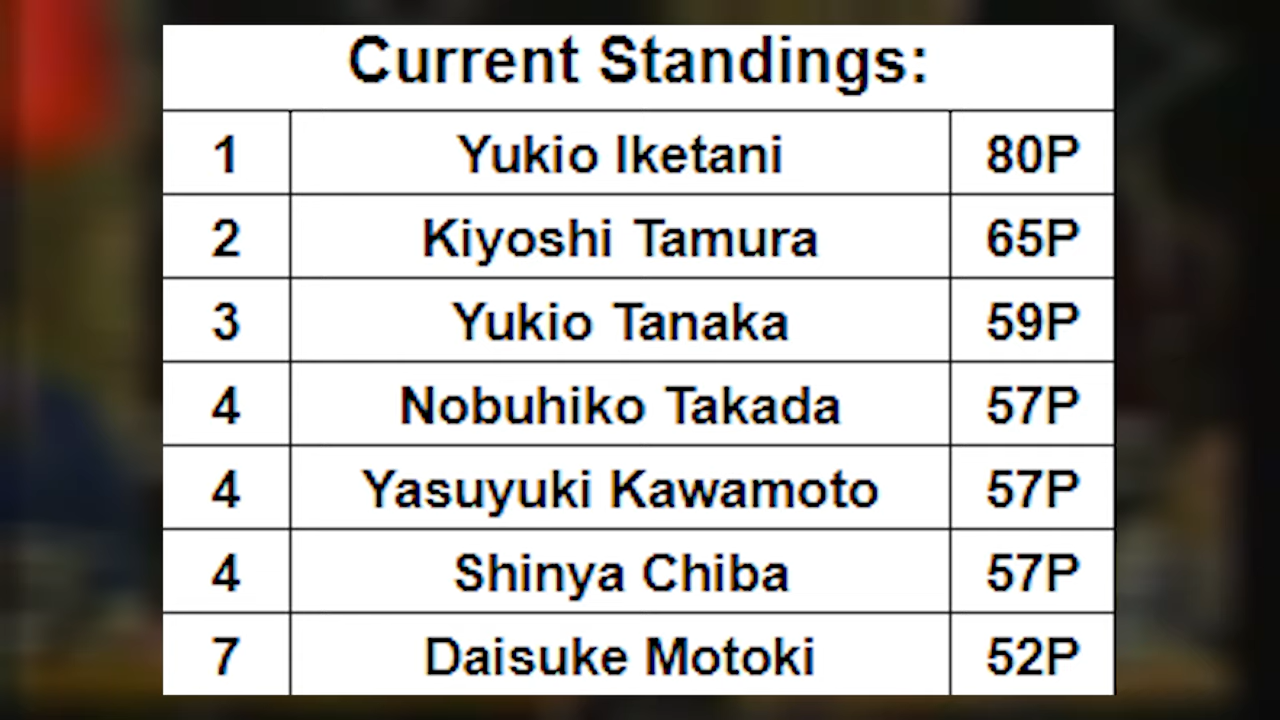 Current Standings:
1 Yukio Iketani 80P
2 Kiyoshi Tamura 65P
3 Yukio Tanaka 59P
4 Nobuhiko Takada 57P
4 Yasuyuki Kawamoto 57P
4 Shinya Chiba 57P
7 Daisuke Motoki 52P